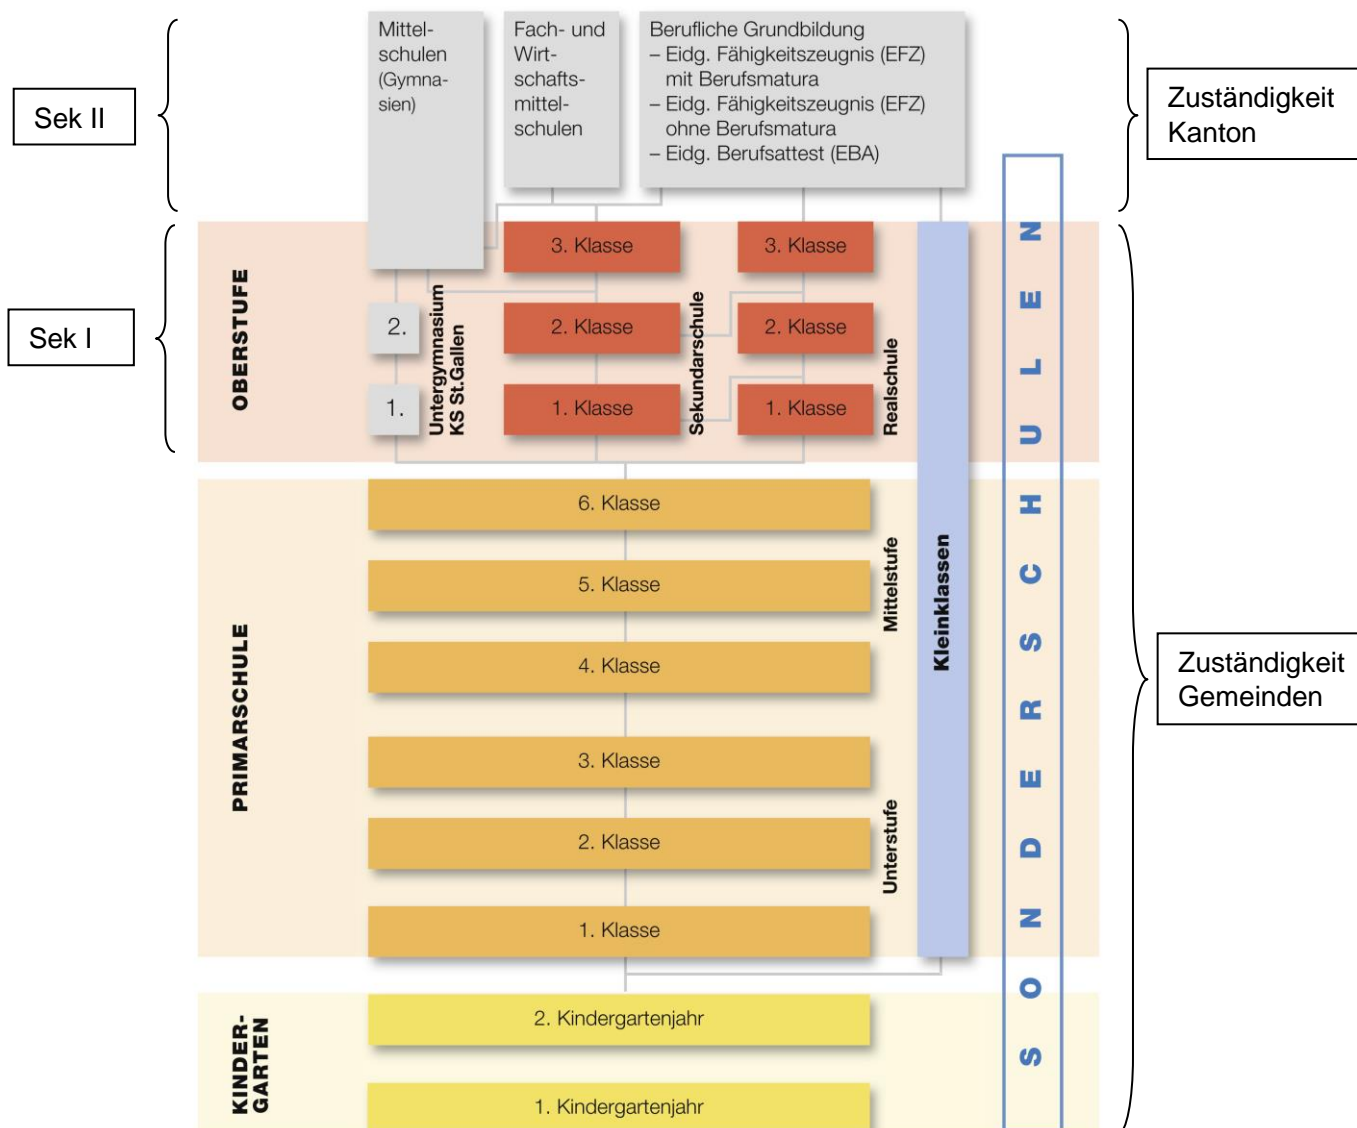 Mittel-
schulen
(Gymna-
sien)
Fach- und
Wirt-
schafts-
mittel-
schulen
Berufliche Grundbildung
– Eidg. Fähigkeitszeugnis (EFZ)
mit Berufsmatura
– Eidg. Fähigkeitszeugnis (EFZ)
ohne Berufsmatura
– Eidg. Berufsattest (EBA)
Sek II
Zuständigkeit
Kanton
Sek I
OBERSTUFE
2.
1.
Untergymnasium
KS St.Gallen
3. Klasse
2. Klasse
1. Klasse
Sekundarschule
3. Klasse
2. Klasse
1. Klasse
Realschule
Kleinklassen
SONDERSCHULEN
PRIMARSCHULE
6. Klasse
5. Klasse
4. Klasse
Mittelstufe
3. Klasse
2. Klasse
1. Klasse
Unterstufe
Zuständigkeit
Gemeinden
KINDER-
GARTEN
2. Kindergartenjahr
1. Kindergartenjahr